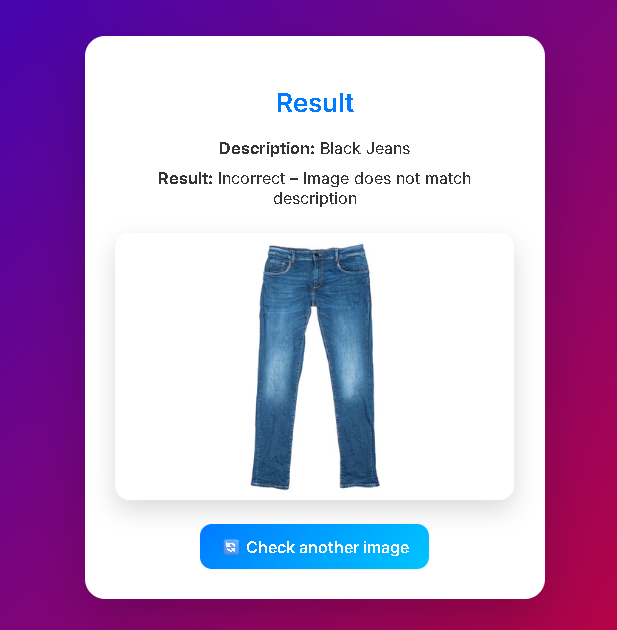 Result
Description: Black Jeans
Result: Incorrect – Image does not match
description
Check another image